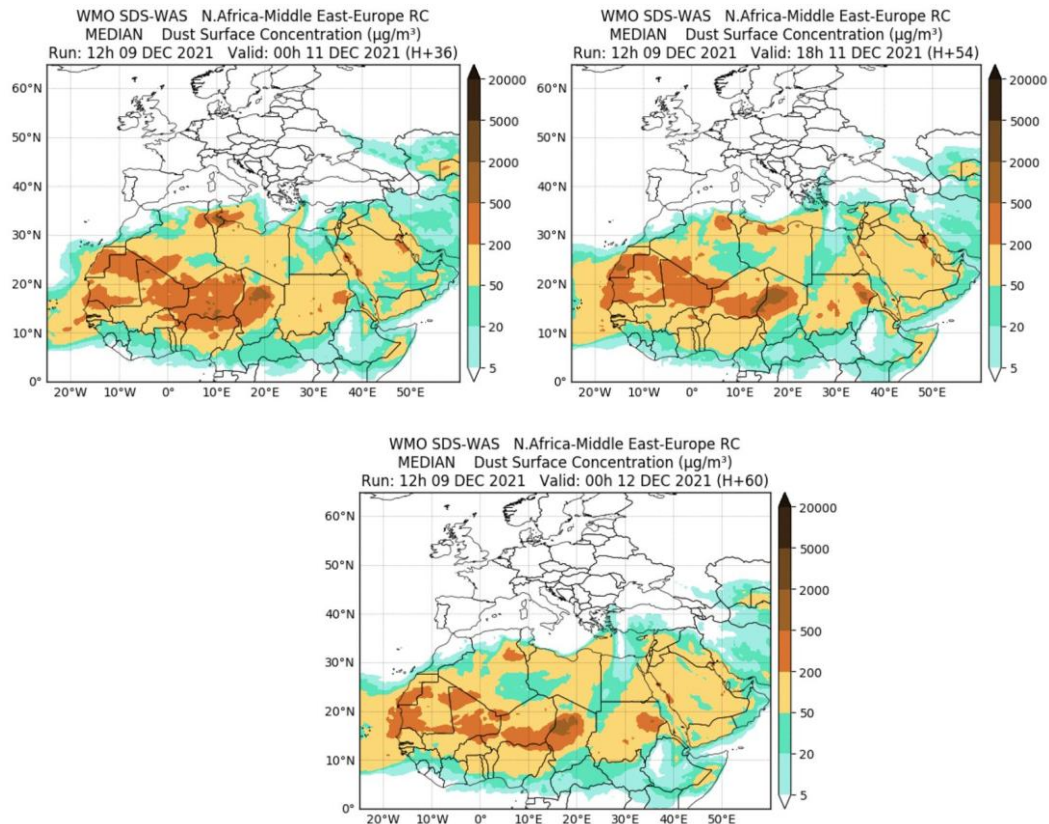 WMO SDS-WAS   N.Africa-Middle East-Europe RC
MEDIAN    Dust Surface Concentration (µg/m³)
Run: 12h 09 DEC 2021   Valid: 00h 11 DEC 2021 (H+36)
60°N
50°N
40°N
30°N
20°N
10°N
0°
20°W
10°W
0°
10°E
20°E
30°E
40°E
50°E
20000
5000
2000
500
200
50
20
5
WMO SDS-WAS   N.Africa-Middle East-Europe RC
MEDIAN    Dust Surface Concentration (µg/m³)
Run: 12h 09 DEC 2021   Valid: 18h 11 DEC 2021 (H+54)
60°N
50°N
40°N
30°N
20°N
10°N
0°
20°W
10°W
0°
10°E
20°E
30°E
40°E
50°E
20000
5000
2000
500
200
50
20
5
WMO SDS-WAS   N.Africa-Middle East-Europe RC
MEDIAN    Dust Surface Concentration (µg/m³)
Run: 12h 09 DEC 2021   Valid: 00h 12 DEC 2021 (H+60)
60°N
50°N
40°N
30°N
20°N
10°N
0°
20°W
10°W
0°
10°E
20°E
30°E
40°E
50°E
20000
5000
2000
500
200
50
20
5